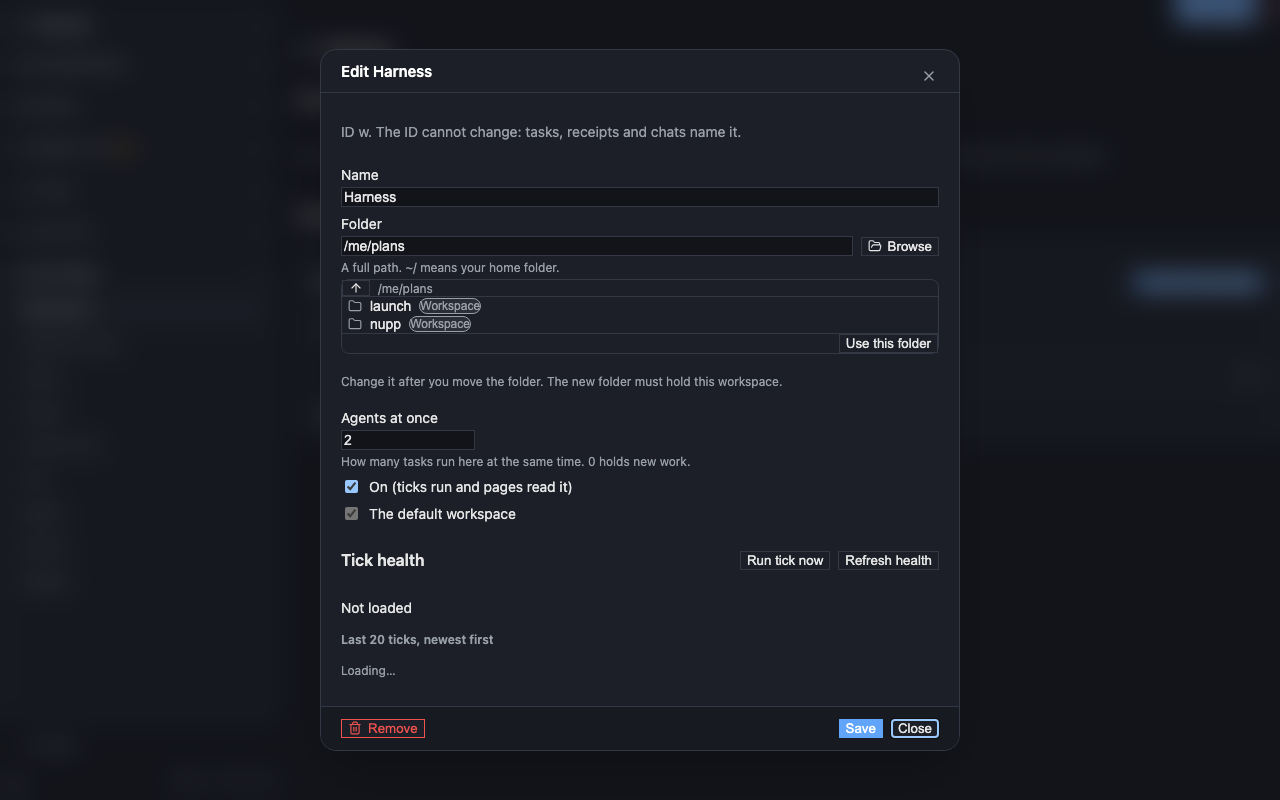 Edit Harness
ID w. The ID cannot change: tasks, receipts and chats name it.
Name
Harness
Folder
/me/plans
Browse
A full path. ~/ means your home folder.
/me/plans
launch Workspace
nupp Workspace
Use this folder
Change it after you move the folder. The new folder must hold this workspace.
Agents at once
2
How many tasks run here at the same time. 0 holds new work.
On (ticks run and pages read it)
The default workspace
Tick health
Run tick now
Refresh health
Not loaded
Last 20 ticks, newest first
Loading…
Remove
Save
Close